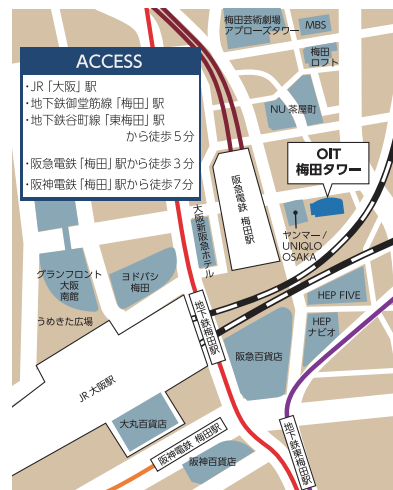 梅田芸術劇場
アプローズタワー
MBS
梅田
ロフト
ACCESS
・JR「大阪」駅
・地下鉄御堂筋線「梅田」駅
・地下鉄谷町線「東梅田」駅
から徒歩5分
・阪急電鉄「梅田」駅から徒歩3分
・阪神電鉄「梅田」駅から徒歩7分
NU 茶屋町
OIT
梅田タワー
阪急電鉄 梅田駅
大阪新阪急ホテル
ヤンマー/
UNIQLO
OSAKA
グランフロント
大阪
南館
ヨドバシ
梅田
うめきた広場
地下鉄梅田駅
HEP FIVE
HEP
ナビオ
阪急百貨店
JR 大阪駅
大丸百貨店
阪神電鉄 梅田駅
阪神百貨店
地下鉄東梅田駅